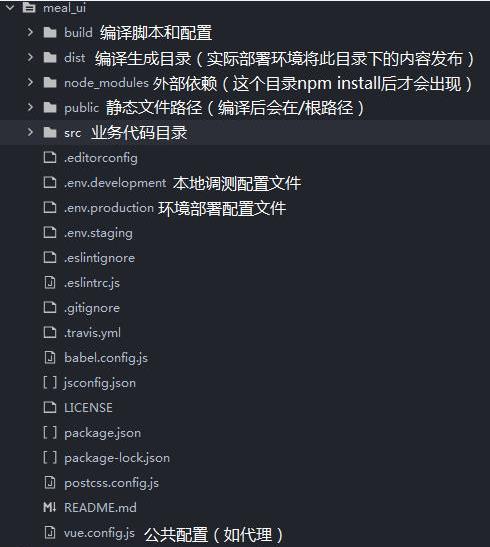 meal_ui
build 编译脚本和配置
dist 编译生成目录（实际部署环境将此目录下的内容发布）
node_modules 外部依赖（这个目录npm install后才会出现）
public 静态文件路径（编译后会在/根路径）
src 业务代码目录
.editorconfig
.env.development 本地调测配置文件
.env.production 环境部署配置文件
.env.staging
.eslintignore
.eslintrc.js
.gitignore
.travis.yml
babel.config.js
jsconfig.json
LICENSE
package.json
package-lock.json
postcss.config.js
README.md
vue.config.js 公共配置（如代理）